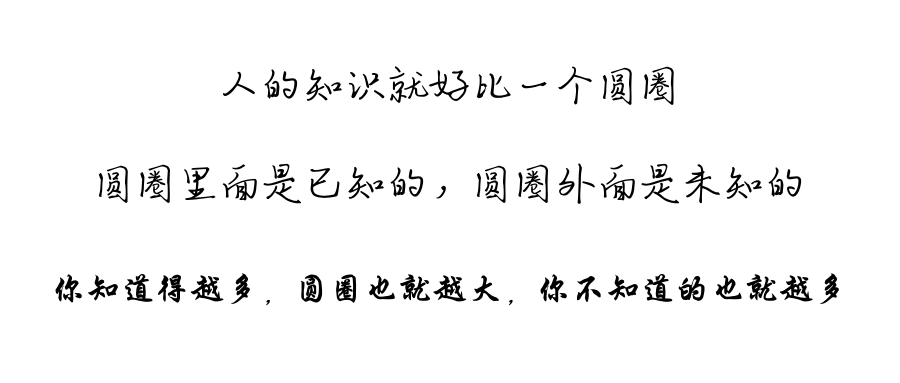 人的知识就好比一个圆圈
圆圈里面是已知的，圆圈外面是未知的
你知道得越多，圆圈也就越大，你不知道的也就越多